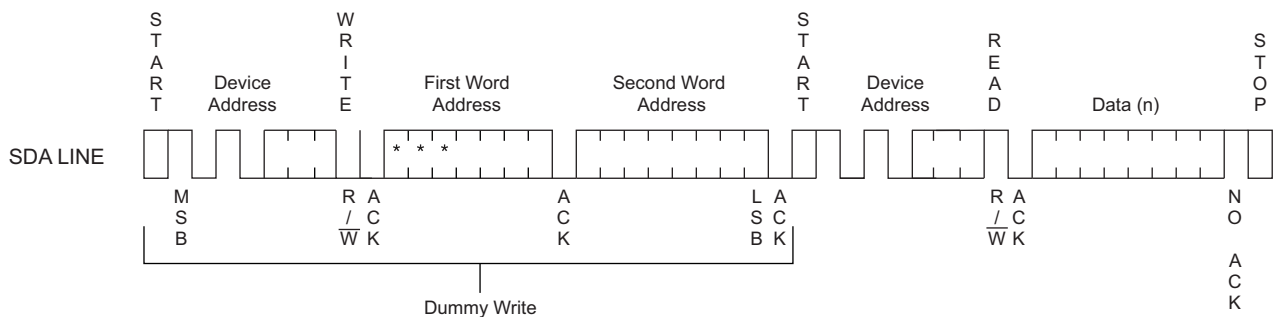 START
WRITE
START
READ
STOP
Device
Address
First Word
Address
Second Word
Address
Device
Address
Data (n)
SDA LINE
* * *
MSB
R/W
ACK
ACK
LSB
ACK
R/W
ACK
NO ACK
Dummy Write